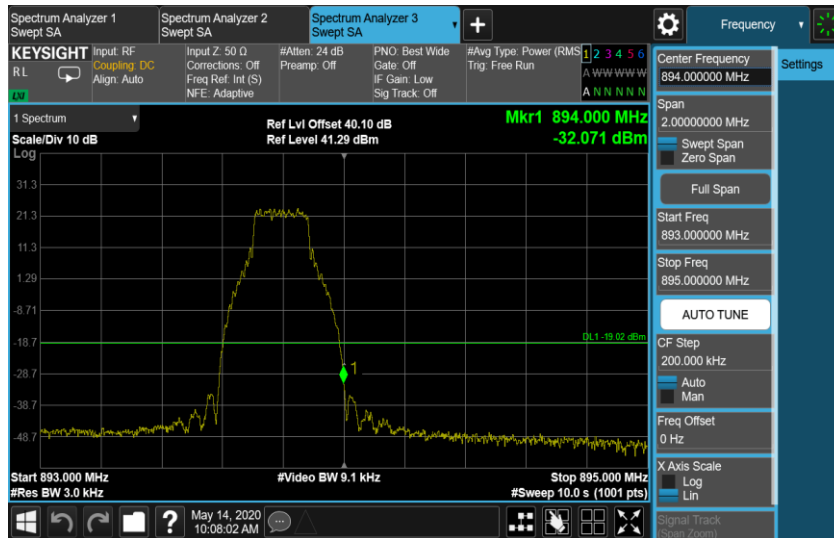 Spectrum Analyzer 1
Swept SA
Spectrum Analyzer 2
Swept SA
Spectrum Analyzer 3
Swept SA
Frequency
KEYSIGHT
R L
LXI
Input: RF
Coupling: DC
Align: Auto
Input Z: 50 Ω
Corrections: Off
Freq Ref: Int (S)
NFE: Adaptive
#Atten: 24 dB
Preamp: Off
PNO: Best Wide
Gate: Off
IF Gain: Low
Sig Track: Off
#Avg Type: Power (RMS
Trig: Free Run
1 2 3 4 5 6
A W W W W W
A N N N N N
1 Spectrum
Scale/Div 10 dB
Log
Ref Lvl Offset 40.10 dB
Ref Level 41.29 dBm
Mkr1 894.000 MHz
-32.071 dBm
31.3
21.3
11.3
1.29
-8.71
-18.7
-28.7
-38.7
-48.7
DL1 -19.02 dBm
1
Start 893.000 MHz
#Res BW 3.0 kHz
#Video BW 9.1 kHz
Stop 895.000 MHz
#Sweep 10.0 s (1001 pts)
May 14, 2020
10:08:02 AM
Center Frequency
894.000000 MHz
Settings
Span
2.00000000 MHz
Swept Span
Zero Span
Full Span
Start Freq
893.000000 MHz
Stop Freq
895.000000 MHz
AUTO TUNE
CF Step
200.000 kHz
Auto
Man
Freq Offset
0 Hz
X Axis Scale
Log
Lin
Signal Track
(Span Zoom)